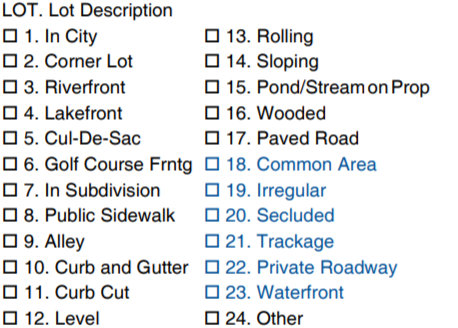 LOT. Lot Description
☐ 1. In City
☐ 2. Corner Lot
☐ 3. Riverfront
☐ 4. Lakefront
☐ 5. Cul-De-Sac
☐ 6. Golf Course Frntg
☐ 7. In Subdivision
☐ 8. Public Sidewalk
☐ 9. Alley
☐ 10. Curb and Gutter
☐ 11. Curb Cut
☐ 12. Level
☐ 13. Rolling
☐ 14. Sloping
☐ 15. Pond/Stream on Prop
☐ 16. Wooded
☐ 17. Paved Road
☐ 18. Common Area
☐ 19. Irregular
☐ 20. Secluded
☐ 21. Trackage
☐ 22. Private Roadway
☐ 23. Waterfront
☐ 24. Other